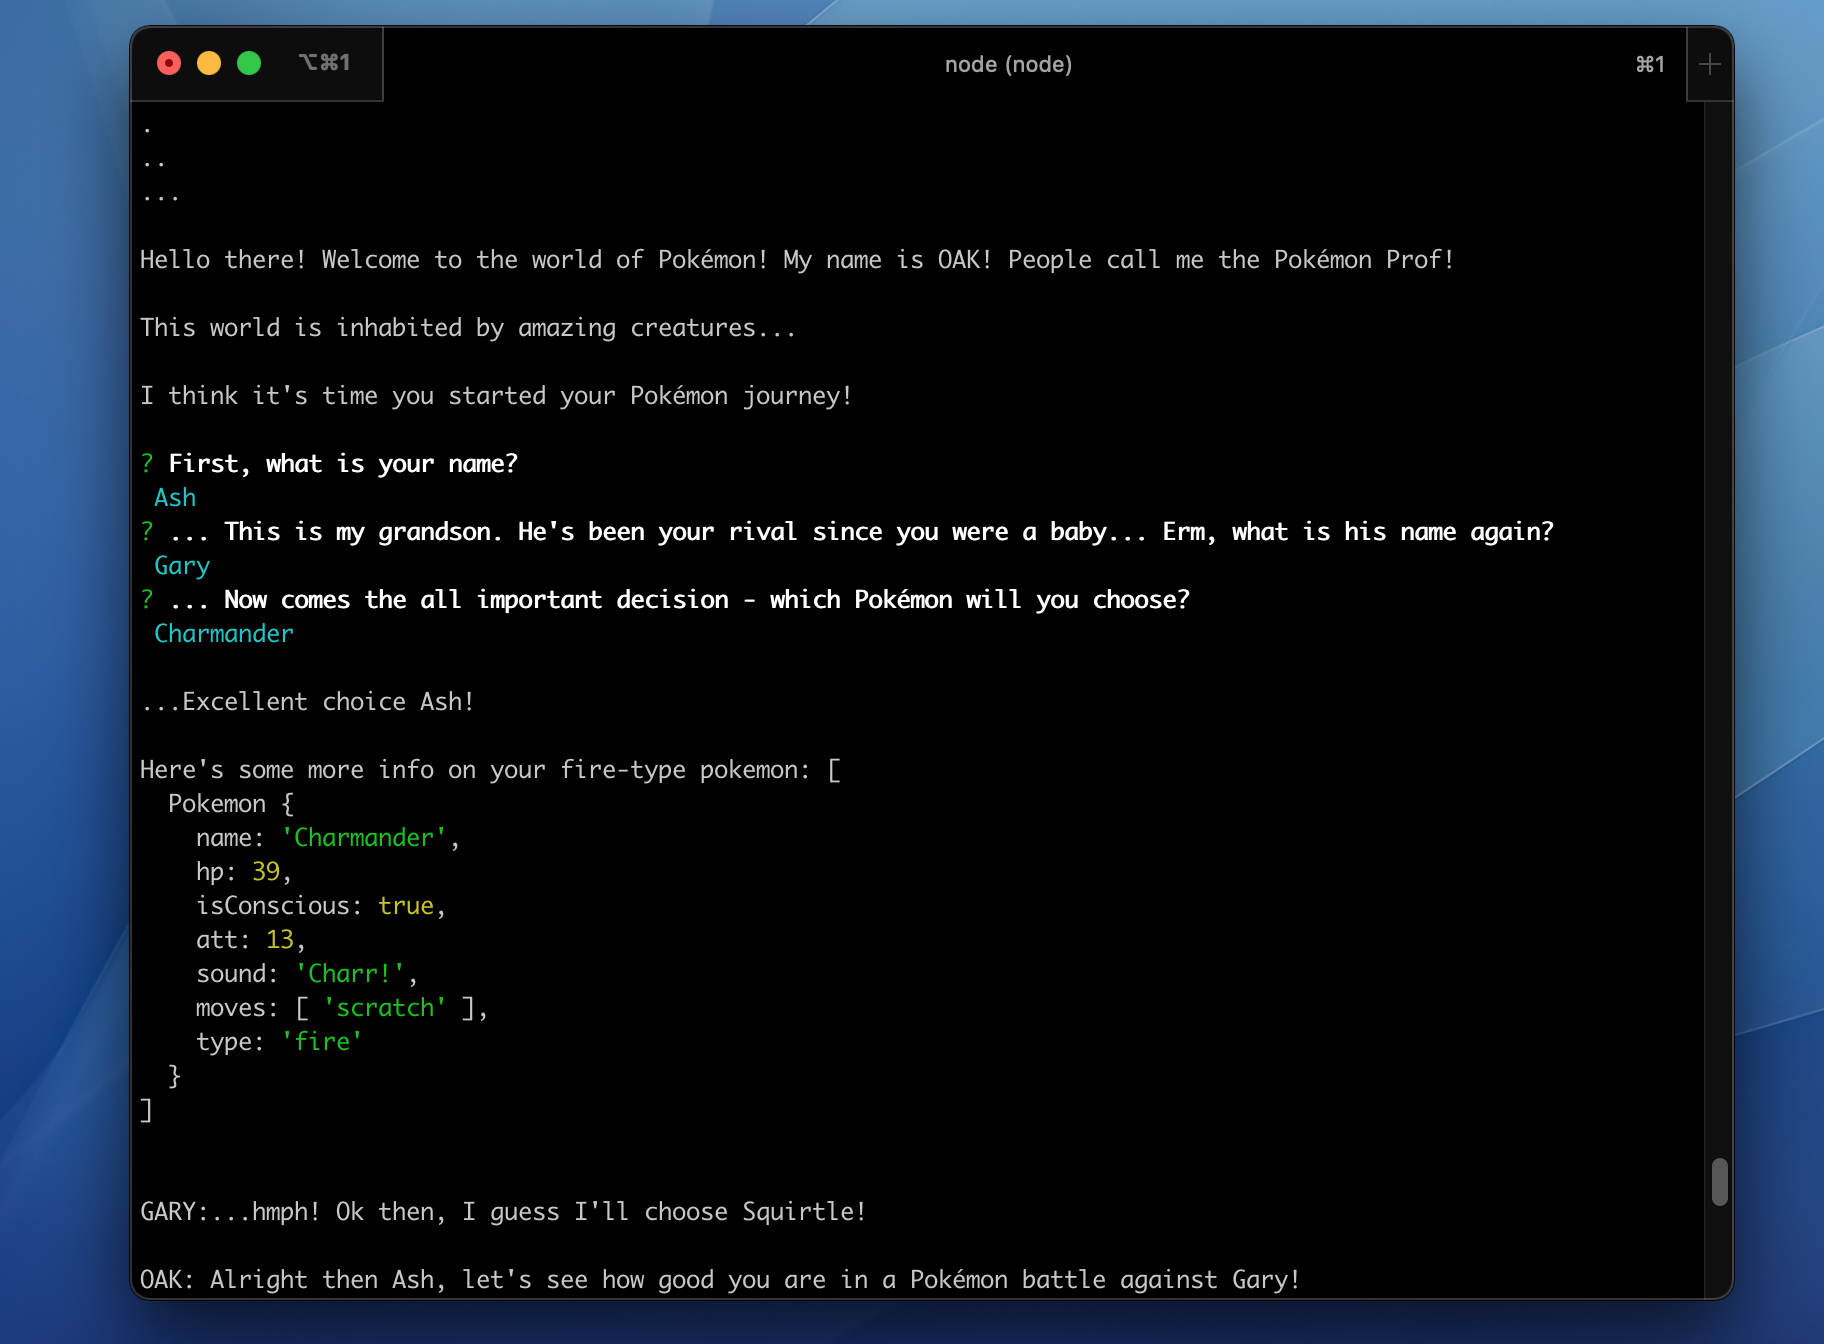 ⌥⌘1
node (node)
⌘1
.
..
...
Hello there! Welcome to the world of Pokémon! My name is OAK! People call me the Pokémon Prof!
This world is inhabited by amazing creatures...
I think it's time you started your Pokémon journey!
? First, what is your name?
Ash
? ... This is my grandson. He's been your rival since you were a baby... Erm, what is his name again?
Gary
? ... Now comes the all important decision - which Pokémon will you choose?
Charmander
...Excellent choice Ash!
Here's some more info on your fire-type pokemon: [
  Pokemon {
    name: 'Charmander',
    hp: 39,
    isConscious: true,
    att: 13,
    sound: 'Charr!',
    moves: [ 'scratch' ],
    type: 'fire'
  }
]
GARY:...hmph! Ok then, I guess I'll choose Squirtle!
OAK: Alright then Ash, let's see how good you are in a Pokémon battle against Gary!